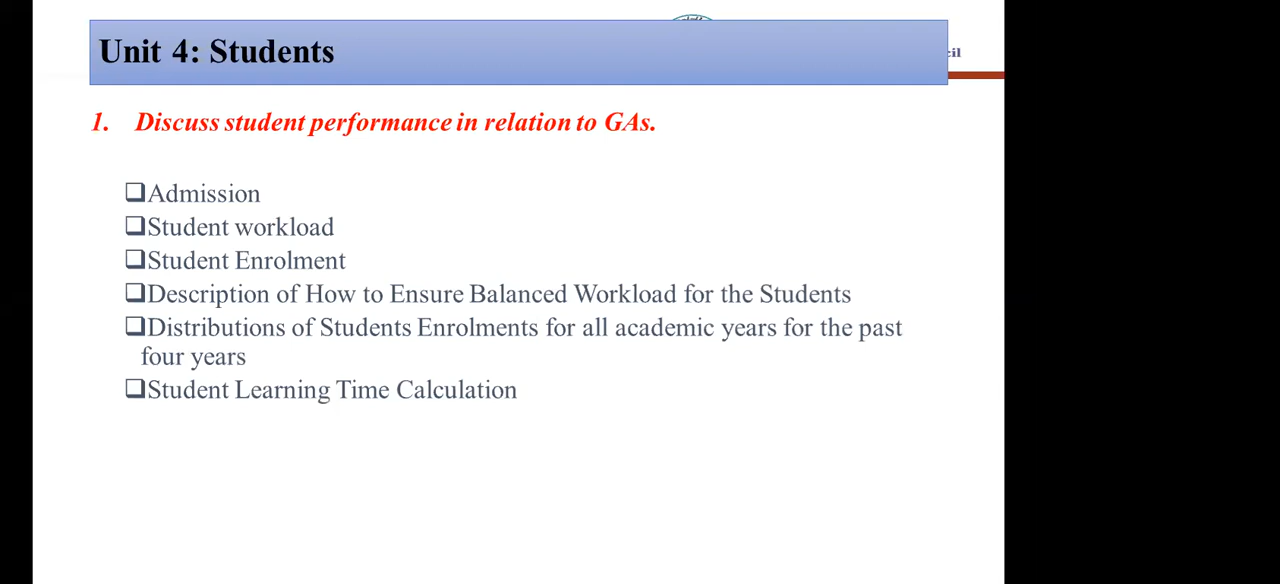 Unit 4: Students
cil
1. Discuss student performance in relation to GAs.
❑Admission
❑Student workload
❑Student Enrolment
❑Description of How to Ensure Balanced Workload for the Students
❑Distributions of Students Enrolments for all academic years for the past
four years
❑Student Learning Time Calculation